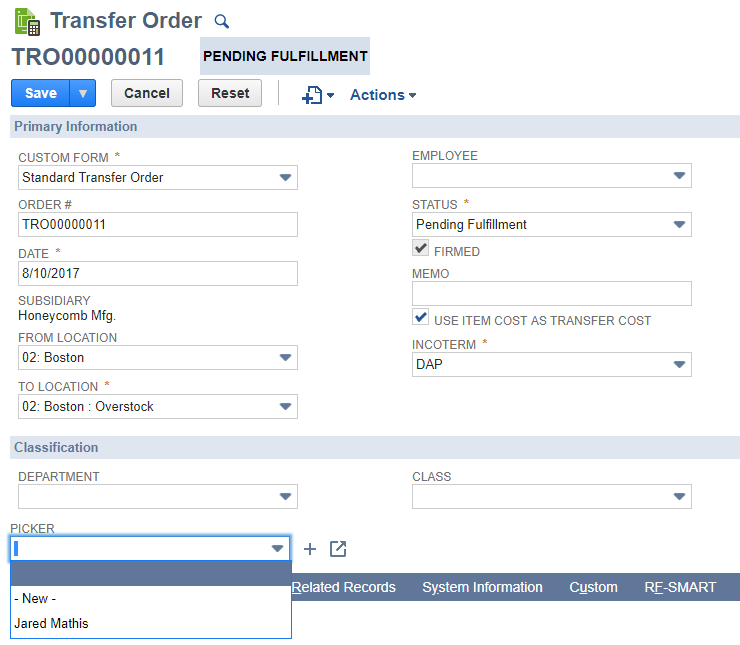 Transfer Order
TRO00000011
PENDING FULFILLMENT
Save
Cancel
Reset
Actions
Primary Information
CUSTOM FORM *
Standard Transfer Order
ORDER #
TRO00000011
DATE *
8/10/2017
SUBSIDIARY
Honeycomb Mfg.
FROM LOCATION
02: Boston
TO LOCATION *
02: Boston : Overstock
EMPLOYEE
STATUS *
Pending Fulfillment
FIRMED
MEMO
USE ITEM COST AS TRANSFER COST
INCOTERM *
DAP
Classification
DEPARTMENT
CLASS
PICKER
- New -
Jared Mathis
Related Records
System Information
Custom
RF-SMART